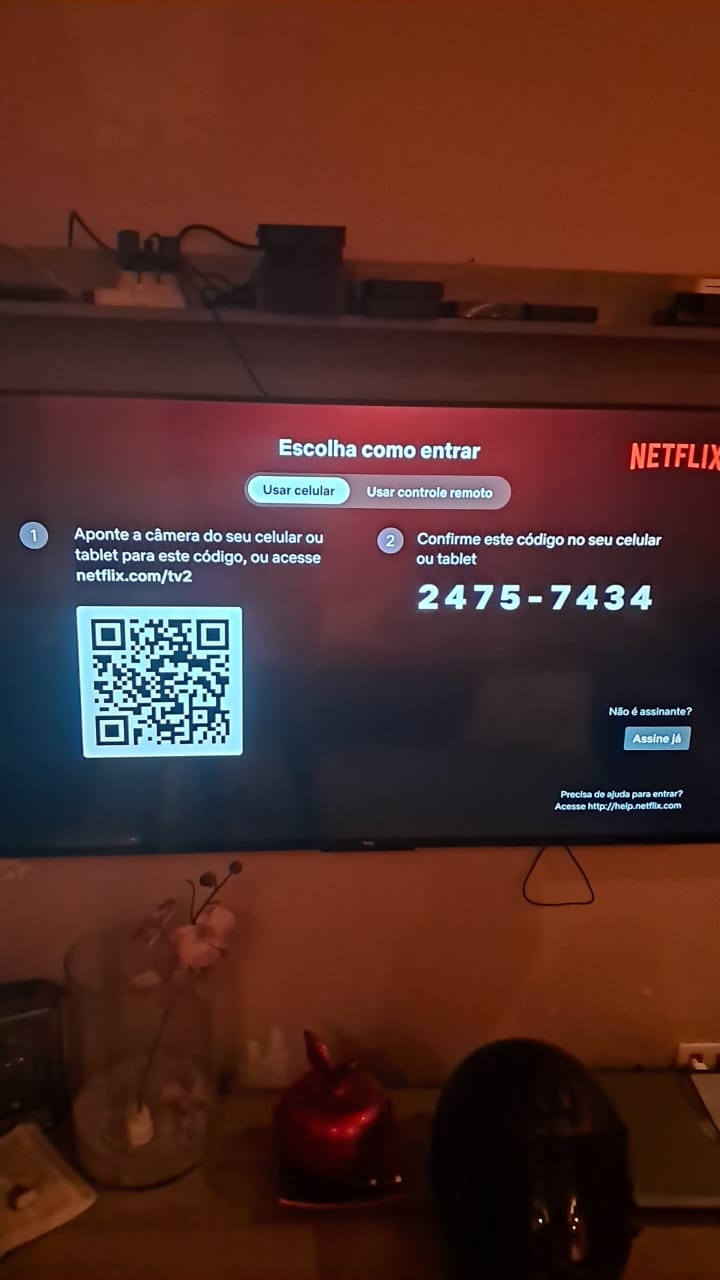 Escolha como entrar
NETFLIX
Usar celular
Usar controle remoto
1
Aponte a câmera do seu celular ou
tablet para este código, ou acesse
netflix.com/tv2
2
Confirme este código no seu celular
ou tablet
2475-7434
Não é assinante?
Assine já
Precisa de ajuda para entrar?
Acesse http://help.netflix.com
TCL